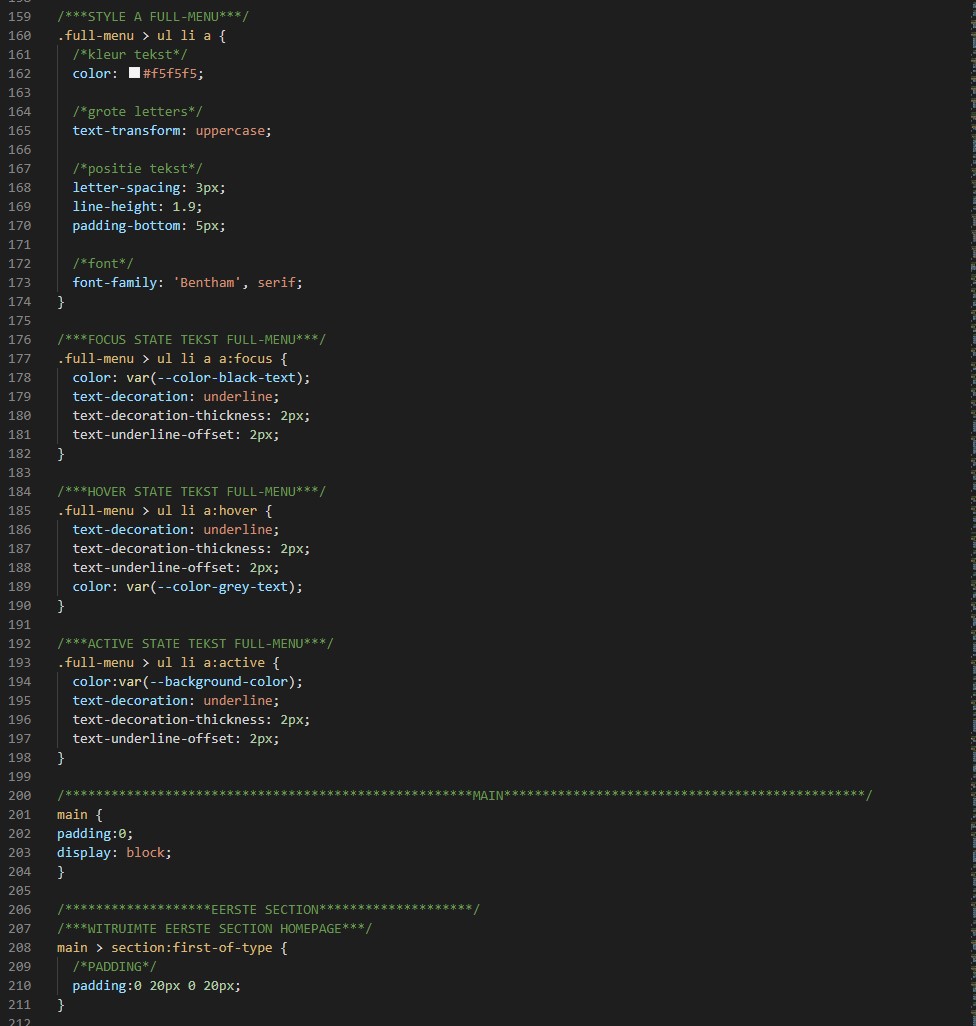 159 /***STYLE A FULL-MENU***/
160 .full-menu > ul li a {
161   /*kleur tekst*/
162   color: #f5f5f5;
163
164   /*grote letters*/
165   text-transform: uppercase;
166
167   /*positie tekst*/
168   letter-spacing: 3px;
169   line-height: 1.9;
170   padding-bottom: 5px;
171
172   /*font*/
173   font-family: 'Bentham', serif;
174 }
175
176 /***FOCUS STATE TEKST FULL-MENU***/
177 .full-menu > ul li a a:focus {
178   color: var(--color-black-text);
179   text-decoration: underline;
180   text-decoration-thickness: 2px;
181   text-underline-offset: 2px;
182 }
183
184 /***HOVER STATE TEKST FULL-MENU***/
185 .full-menu > ul li a:hover {
186   text-decoration: underline;
187   text-decoration-thickness: 2px;
188   text-underline-offset: 2px;
189   color: var(--color-grey-text);
190 }
191
192 /***ACTIVE STATE TEKST FULL-MENU***/
193 .full-menu > ul li a:active {
194   color:var(--background-color);
195   text-decoration: underline;
196   text-decoration-thickness: 2px;
197   text-underline-offset: 2px;
198 }
199
200 /*****************************************************MAIN***********************************************/
201 main {
202 padding:0;
203 display: block;
204 }
205
206 /*******************EERSTE SECTION********************/
207 /***WITRUIMTE EERSTE SECTION HOMEPAGE***/
208 main > section:first-of-type {
209   /*PADDING*/
210   padding:0 20px 0 20px;
211 }
212